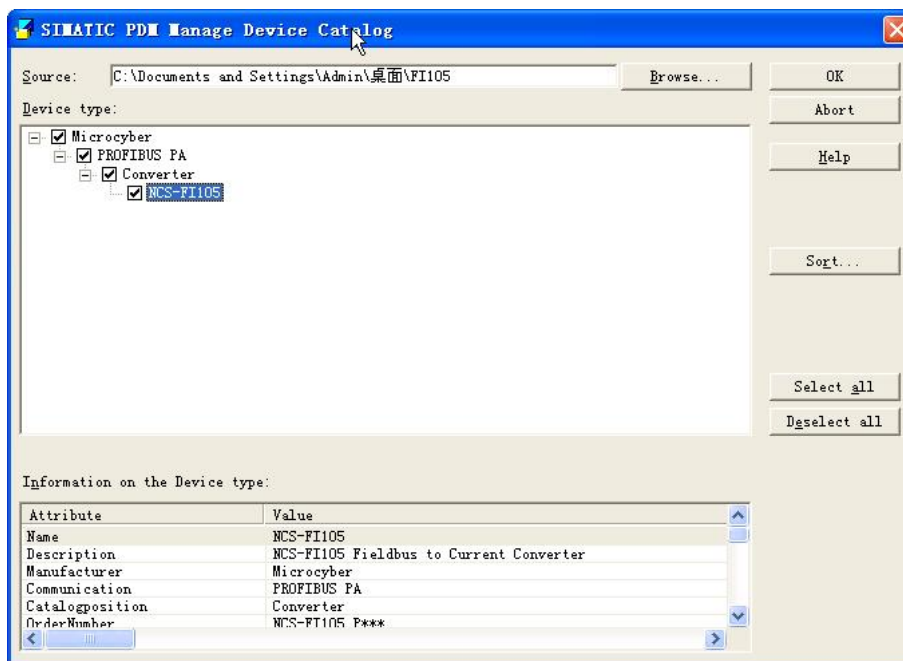 SIMATIC PDM Manage Device Catalog
Source: C:\Documents and Settings\Admin\桌面\FI105 Browse... OK
Device type: Abort
Microcyber
PROFIBUS PA Help
Converter
NCS-FI105
Sort...
Select all
Deselect all
Information on the Device type:
Attribute Value
Name NCS-FI105
Description NCS-FI105 Fieldbus to Current Converter
Manufacturer Microcyber
Communication PROFIBUS PA
Catalogposition Converter
OrderNumber NCS-FI105 P***